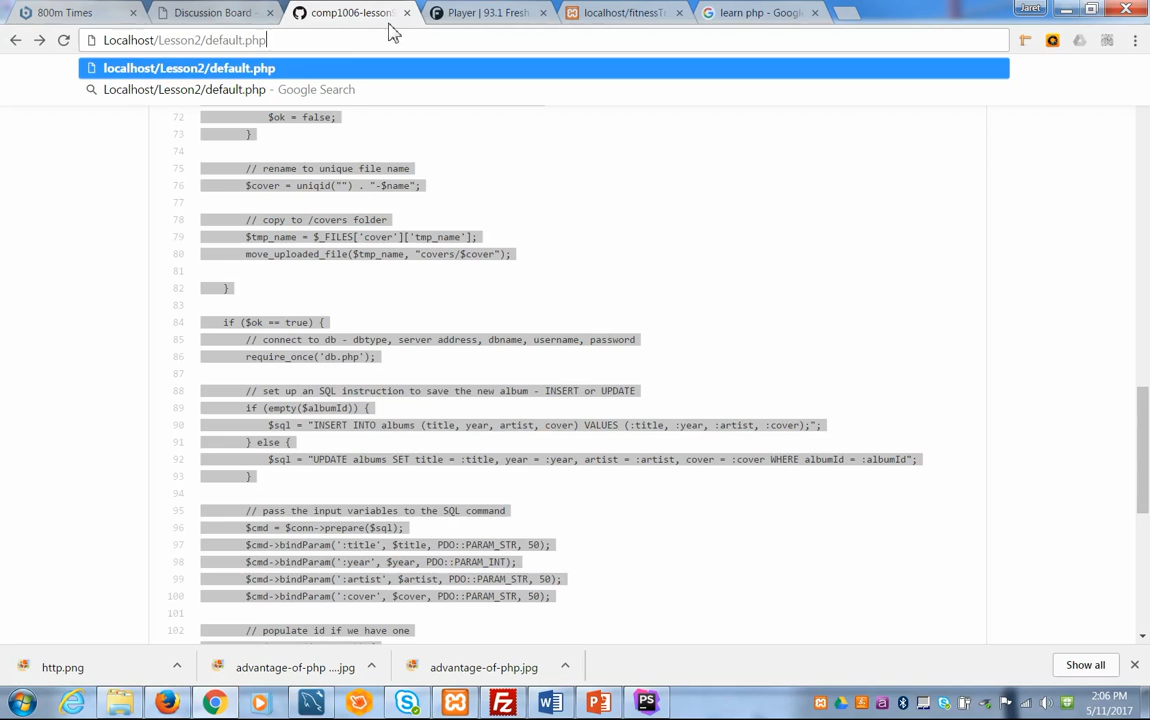 800m Times
Discussion Board -
comp1006-lesson
Player | 93.1 Fresh
localhost/fitnessT
learn php - Goog
Jaret
Localhost/Lesson2/default.php
localhost/Lesson2/default.php
Localhost/Lesson2/default.php - Google Search
72 $ok = false;
73 }
74
75 // rename to unique file name
76 $cover = uniqid("") . "-$name";
77
78 // copy to /covers folder
79 $tmp_name = $_FILES['cover']['tmp_name'];
80 move_uploaded_file($tmp_name, "covers/$cover");
81
82 }
83
84 if ($ok == true) {
85 // connect to db - dbtype, server address, dbname, username, password
86 require_once('db.php');
87
88 // set up an SQL instruction to save the new album - INSERT or UPDATE
89 if (empty($albumId)) {
90 $sql = "INSERT INTO albums (title, year, artist, cover) VALUES (:title, :year, :artist, :cover);";
91 } else {
92 $sql = "UPDATE albums SET title = :title, year = :year, artist = :artist, cover = :cover WHERE albumId = :albumId";
93 }
94
95 // pass the input variables to the SQL command
96 $cmd = $conn->prepare($sql);
97 $cmd->bindParam(':title', $title, PDO::PARAM_STR, 50);
98 $cmd->bindParam(':year', $year, PDO::PARAM_INT);
99 $cmd->bindParam(':artist', $artist, PDO::PARAM_STR, 50);
100 $cmd->bindParam(':cover', $cover, PDO::PARAM_STR, 50);
101
102 // populate id if we have one
http.png
advantage-of-php ....jpg
advantage-of-php.jpg
Show all
2:06 PM
5/11/2017